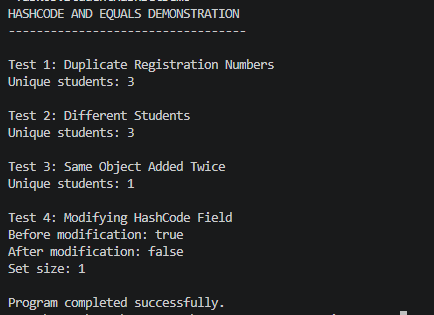 HASHCODE AND EQUALS DEMONSTRATION
----------------------------------
Test 1: Duplicate Registration Numbers
Unique students: 3
Test 2: Different Students
Unique students: 3
Test 3: Same Object Added Twice
Unique students: 1
Test 4: Modifying HashCode Field
Before modification: true
After modification: false
Set size: 1
Program completed successfully.